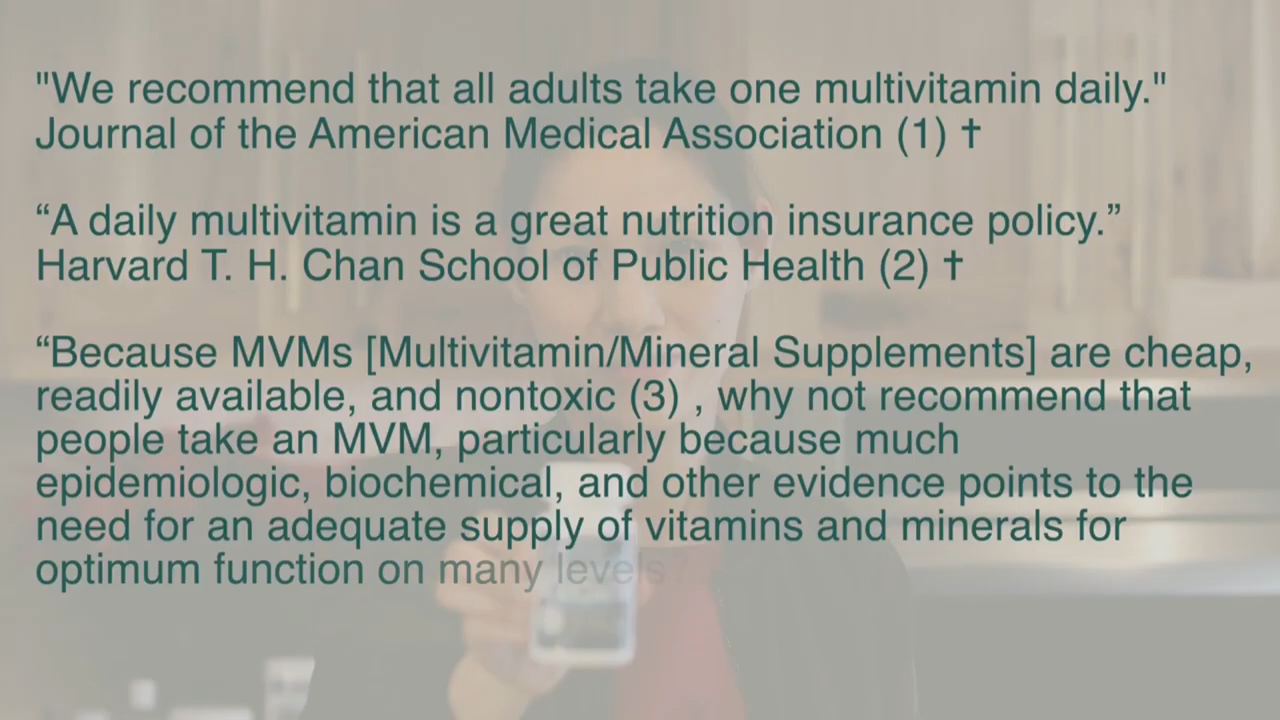 "We recommend that all adults take one multivitamin daily."
Journal of the American Medical Association (1) †
“A daily multivitamin is a great nutrition insurance policy.”
Harvard T. H. Chan School of Public Health (2) †
“Because MVMs [Multivitamin/Mineral Supplements] are cheap,
readily available, and nontoxic (3) , why not recommend that
people take an MVM, particularly because much
epidemiologic, biochemical, and other evidence points to the
need for an adequate supply of vitamins and minerals for
optimum function on many levels